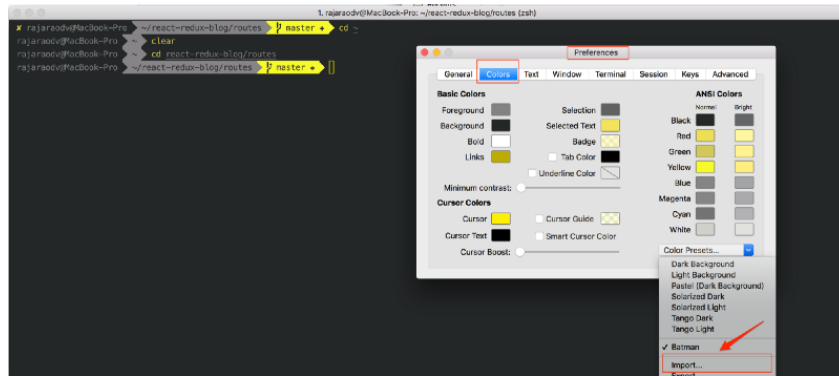 1. rajaraodv@MacBook-Pro: ~/react-redux-blog/routes (zsh)
✘ rajaraodv@MacBook-Pro ~/react-redux-blog/routes master + cd ~
rajaraodv@MacBook-Pro ~ clear
rajaraodv@MacBook-Pro ~ cd react-redux-blog/routes
rajaraodv@MacBook-Pro ~/react-redux-blog/routes master +
Preferences
General Colors Text Window Terminal Session Keys Advanced
Basic Colors
Foreground
Background
Bold
Links
Selection
Selected Text
Badge
Tab Color
Underline Color
Minimum contrast:
Cursor Colors
Cursor
Cursor Text
Cursor Guide
Smart Cursor Color
Cursor Boost:
ANSI Colors
Normal Bright
Black
Red
Green
Yellow
Blue
Magenta
Cyan
White
Color Presets...
Dark Background
Light Background
Pastel (Dark Background)
Solarized Dark
Solarized Light
Tango Dark
Tango Light
✓ Batman
Import...
Export...